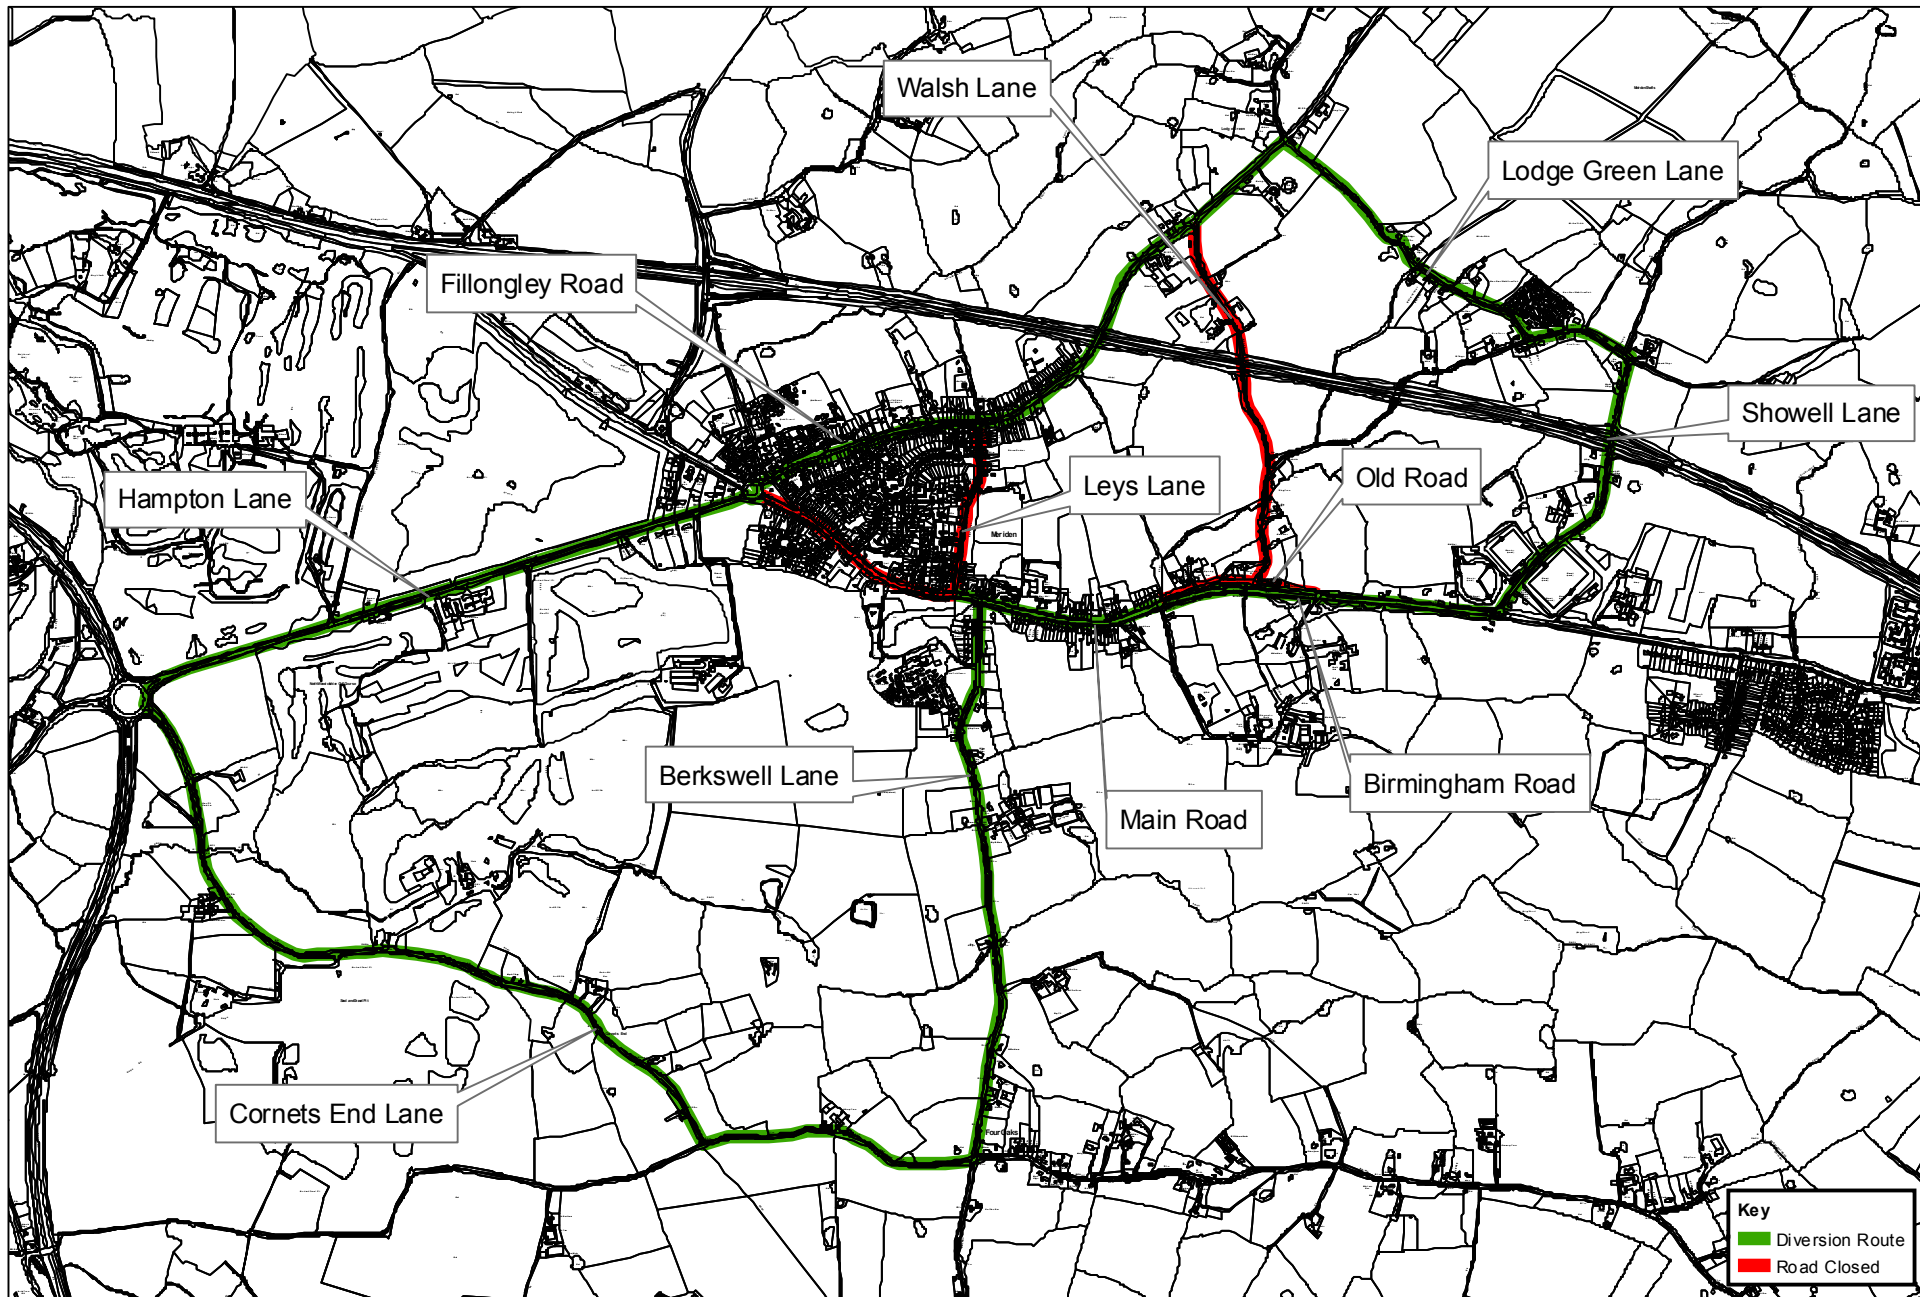 Walsh Lane
Lodge Green Lane
Fillongley Road
Showell Lane
Hampton Lane
Leys Lane
Old Road
Meriden
Berkswell Lane
Birmingham Road
Main Road
Cornets End Lane
Four Oaks
Key
Diversion Route
Road Closed